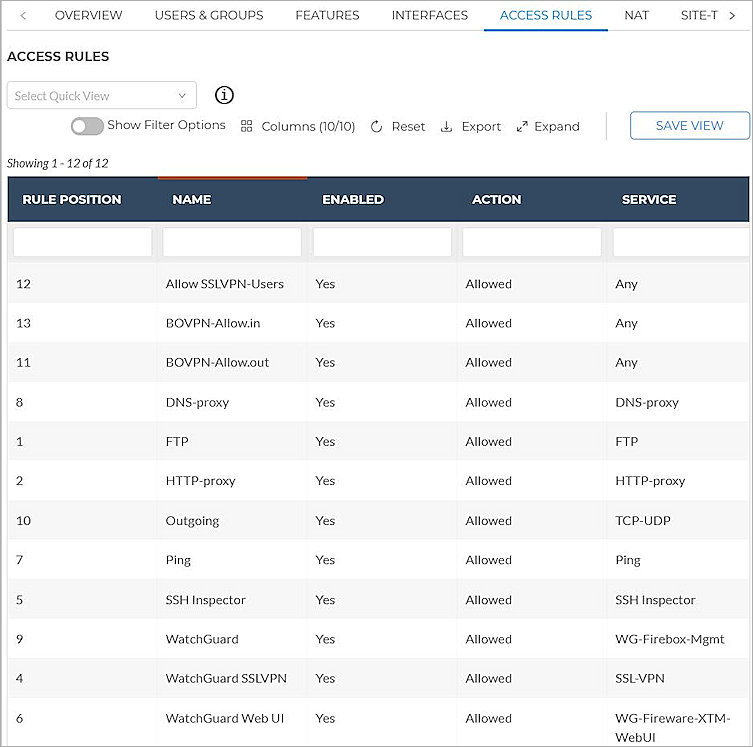 OVERVIEW USERS & GROUPS FEATURES INTERFACES ACCESS RULES NAT SITE-T
ACCESS RULES
Select Quick View
Show Filter Options Columns (10/10) Reset Export Expand SAVE VIEW
Showing 1 - 12 of 12
RULE POSITION NAME ENABLED ACTION SERVICE
12 Allow SSLVPN-Users Yes Allowed Any
13 BOVPN-Allow.in Yes Allowed Any
11 BOVPN-Allow.out Yes Allowed Any
8 DNS-proxy Yes Allowed DNS-proxy
1 FTP Yes Allowed FTP
2 HTTP-proxy Yes Allowed HTTP-proxy
10 Outgoing Yes Allowed TCP-UDP
7 Ping Yes Allowed Ping
5 SSH Inspector Yes Allowed SSH Inspector
9 WatchGuard Yes Allowed WG-Firebox-Mgmt
4 WatchGuard SSLVPN Yes Allowed SSL-VPN
6 WatchGuard Web UI Yes Allowed WG-Fireware-XTM-
WebUI